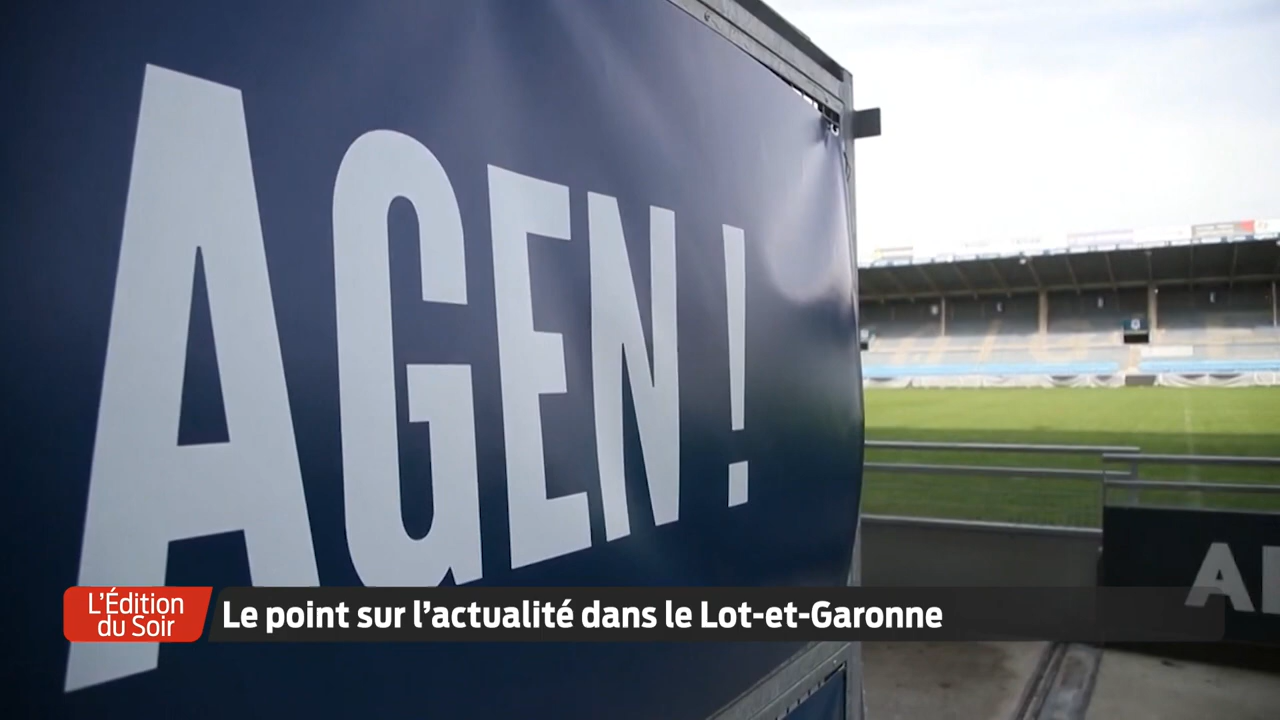 AGEN !
L'Édition
du Soir
Le point sur l'actualité dans le Lot-et-Garonne